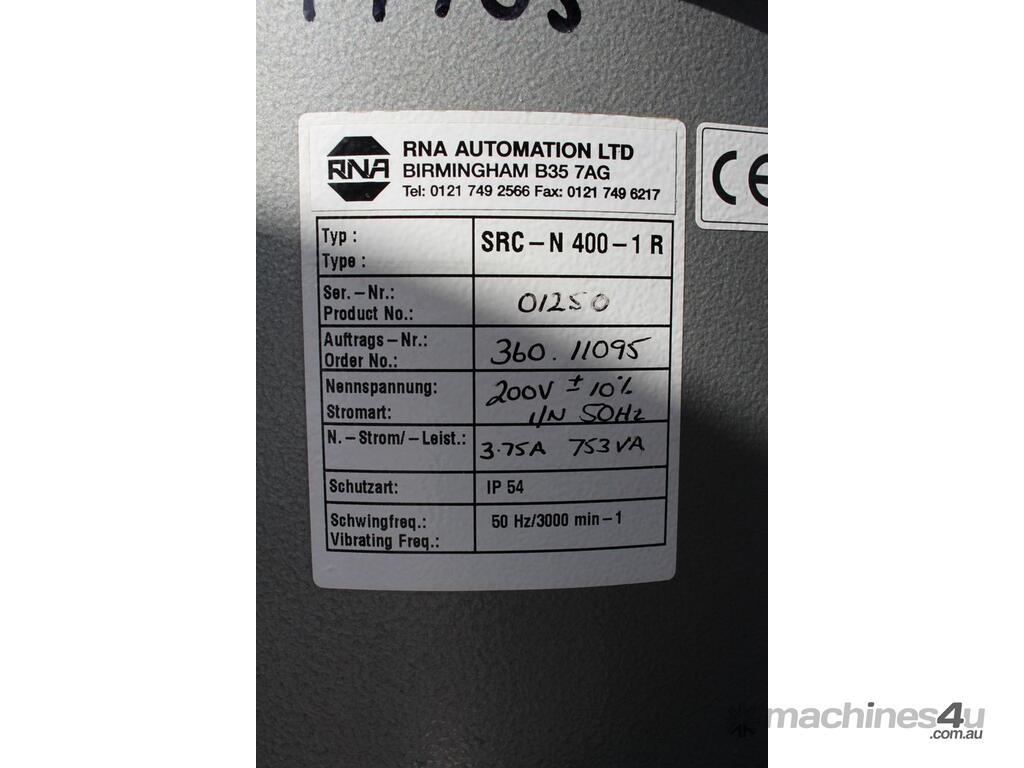 RNA
RNA AUTOMATION LTD
BIRMINGHAM B35 7AG
Tel: 0121 749 2566 Fax: 0121 749 6217
CE
Typ :
Type :
SRC – N 400 – 1 R
Ser. – Nr.:
Product No.:
01250
Auftrags – Nr.:
Order No.:
360.11095
Nennspannung:
Stromart:
200V ± 10%
1/N 50Hz
N. – Strom/ – Leist.:
3.75A 753VA
Schutzart:
IP 54
Schwingfreq.:
Vibrating Freq.:
50 Hz/3000 min – 1
machines4u
.com.au